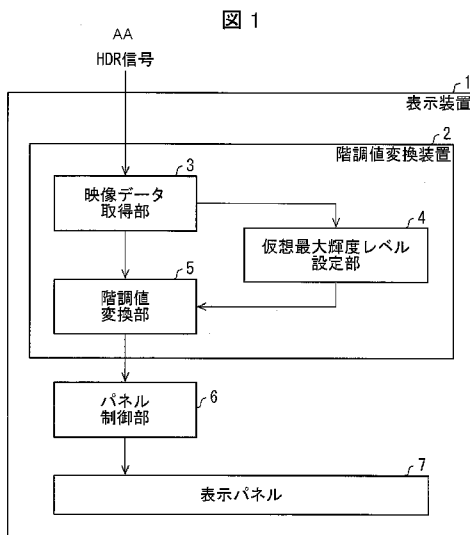 図1
AA
HDR信号
1
表示装置
2
階調値変換装置
3
映像データ
取得部
4
仮想最大輝度レベル
設定部
5
階調値
変換部
6
パネル
制御部
7
表示パネル